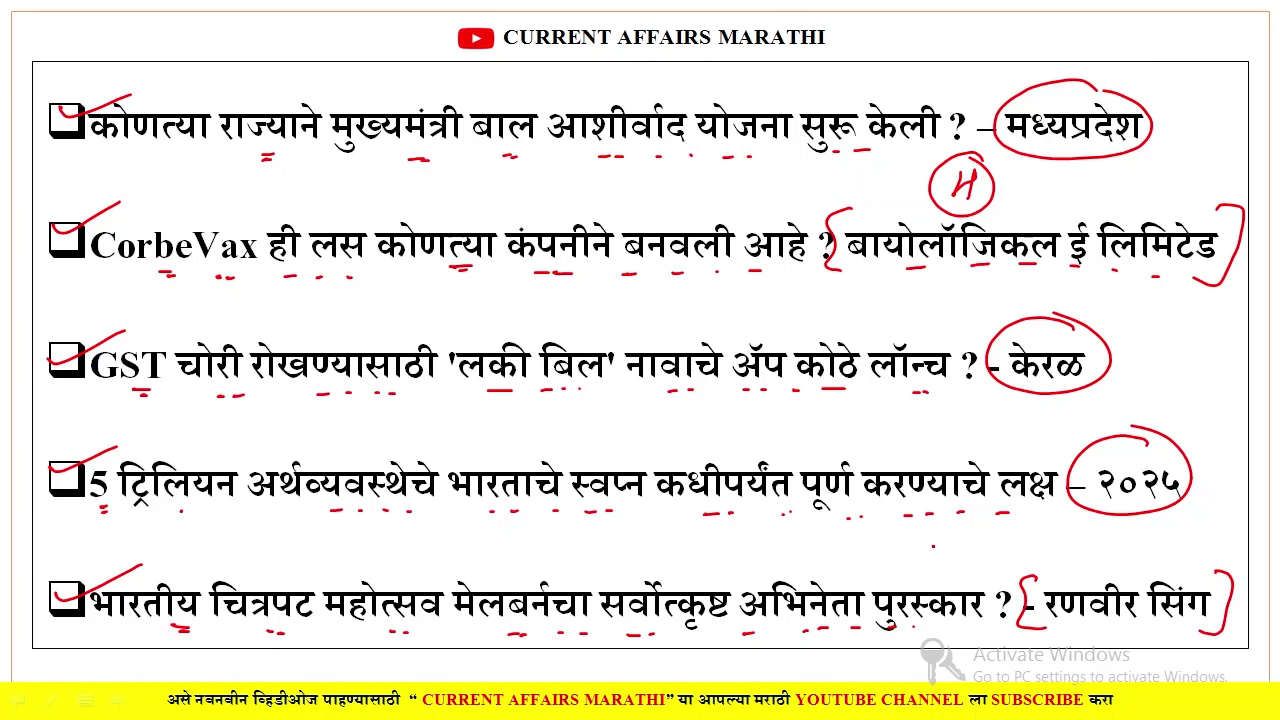 CURRENT AFFAIRS MARATHI
कोणत्या राज्याने मुख्यमंत्री बाल आशीर्वाद योजना सुरू केली ? – मध्यप्रदेश
म
CorbeVax ही लस कोणत्या कंपनीने बनवली आहे ? बायोलॉजिकल ई लिमिटेड
GST चोरी रोखण्यासाठी 'लकी बिल' नावाचे ॲप कोठे लॉन्च ? - केरळ
5 ट्रिलियन अर्थव्यवस्थेचे भारताचे स्वप्न कधीपर्यंत पूर्ण करण्याचे लक्ष – २०२५
भारतीय चित्रपट महोत्सव मेलबर्नचा सर्वोत्कृष्ट अभिनेता पुरस्कार ? - रणवीर सिंग
Activate Windows
Go to PC settings to activate Windows.
असे नवनवीन व्हिडीओज पाहण्यासाठी “ CURRENT AFFAIRS MARATHI” या आपल्या मराठी YOUTUBE CHANNEL ला SUBSCRIBE करा